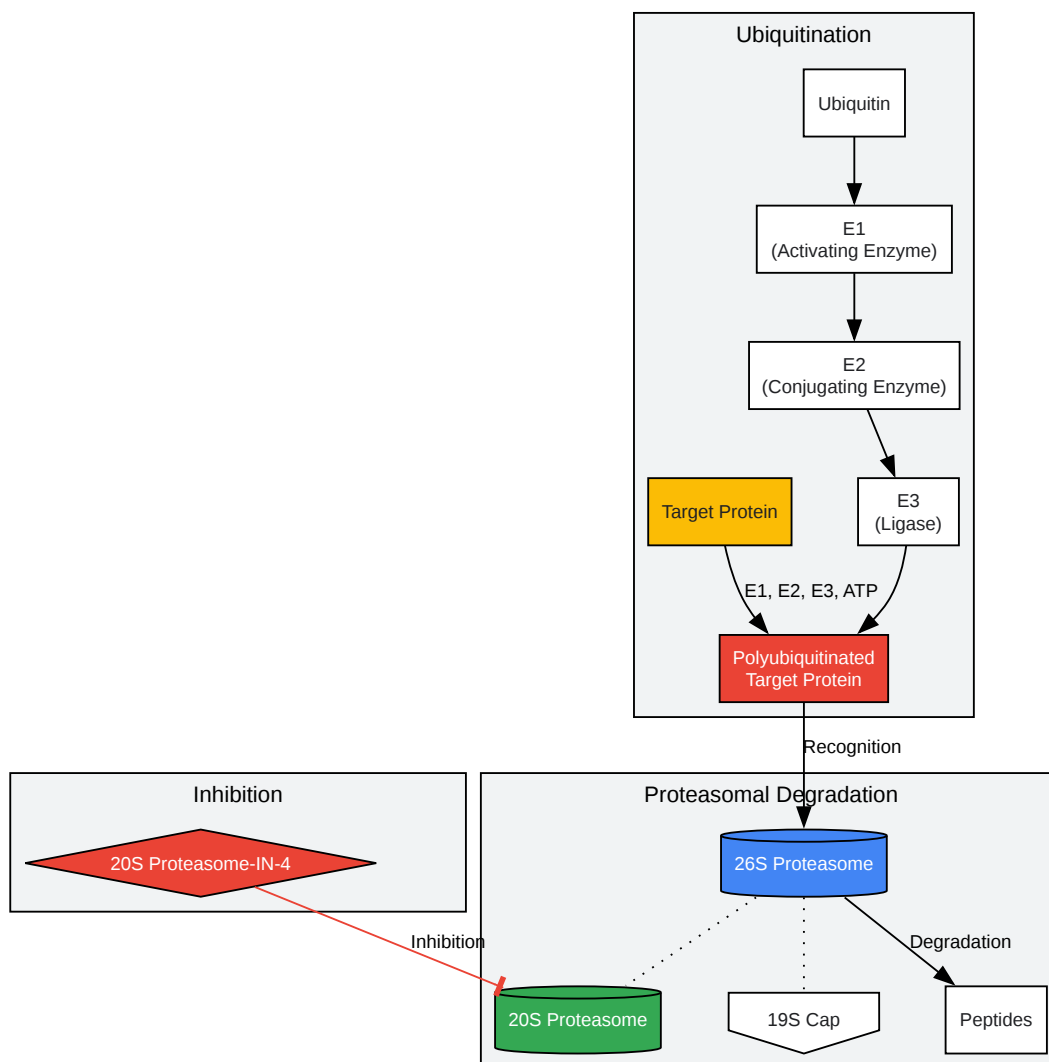 Ubiquitination
Ubiquitin
E1
(Activating Enzyme)
E2
(Conjugating Enzyme)
Target Protein
E3
(Ligase)
E1, E2, E3, ATP
Polyubiquitinated
Target Protein
Recognition
Inhibition
Proteasomal Degradation
20S Proteasome-IN-4
26S Proteasome
Inhibition
Degradation
20S Proteasome
19S Cap
Peptides